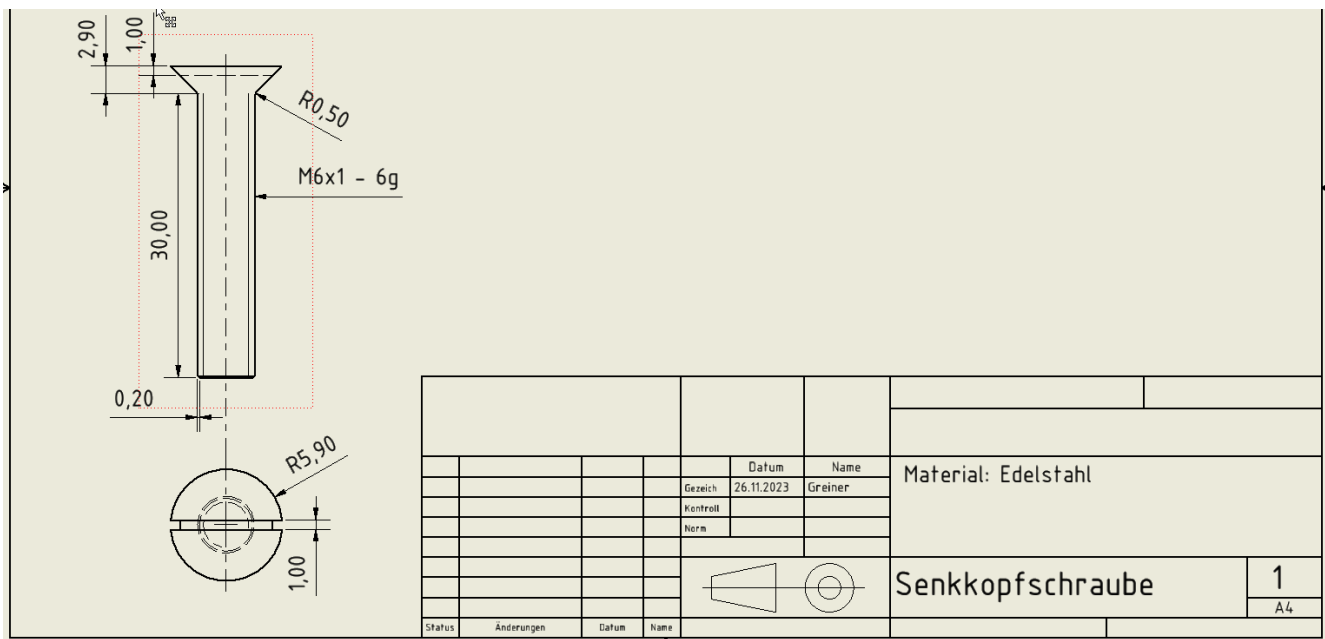 2,90
1,00
R0,50
M6x1 - 6g
30,00
0,20
R5,90
1,00
Datum Name
Gezeich 26.11.2023 Greiner
Kontroll
Norm
Material: Edelstahl
Senkkopfschraube
1
A4
Status Änderungen Datum Name